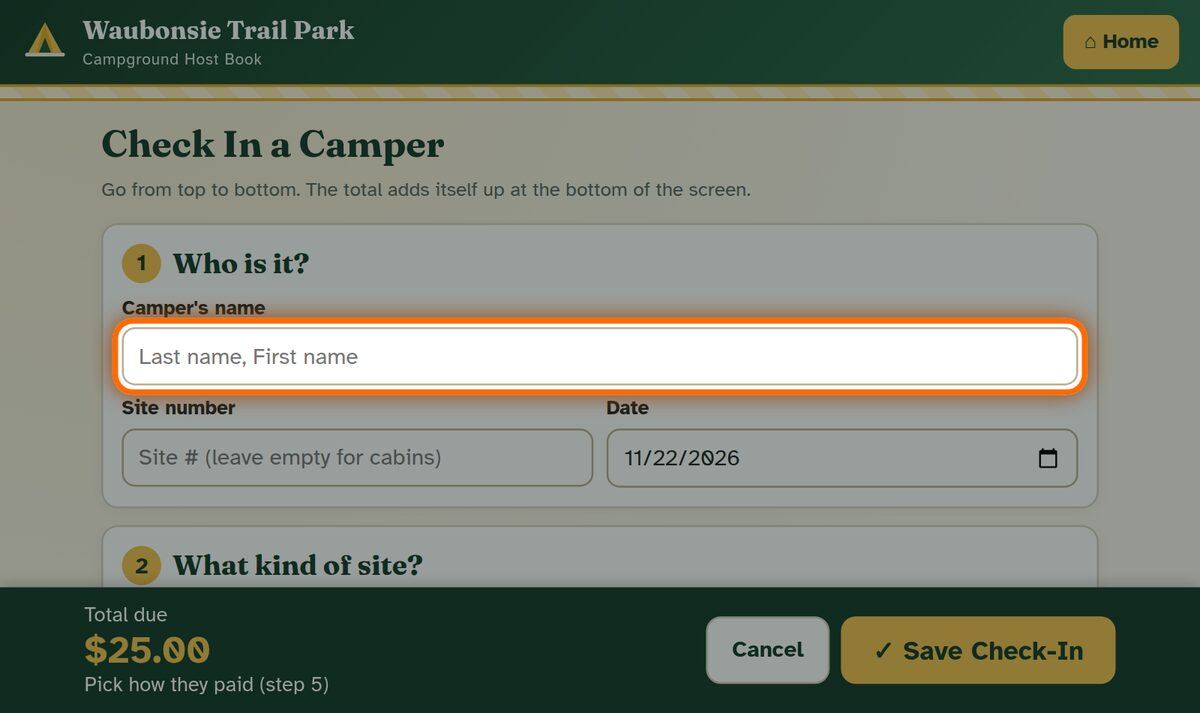 Waubonsie Trail Park
Campground Host Book
⌂ Home
Check In a Camper
Go from top to bottom. The total adds itself up at the bottom of the screen.
1 Who is it?
Camper's name
Last name, First name
Site number Date
Site # (leave empty for cabins) 11/22/2026
2 What kind of site?
Total due
$25.00
Pick how they paid (step 5)
Cancel ✓ Save Check-In